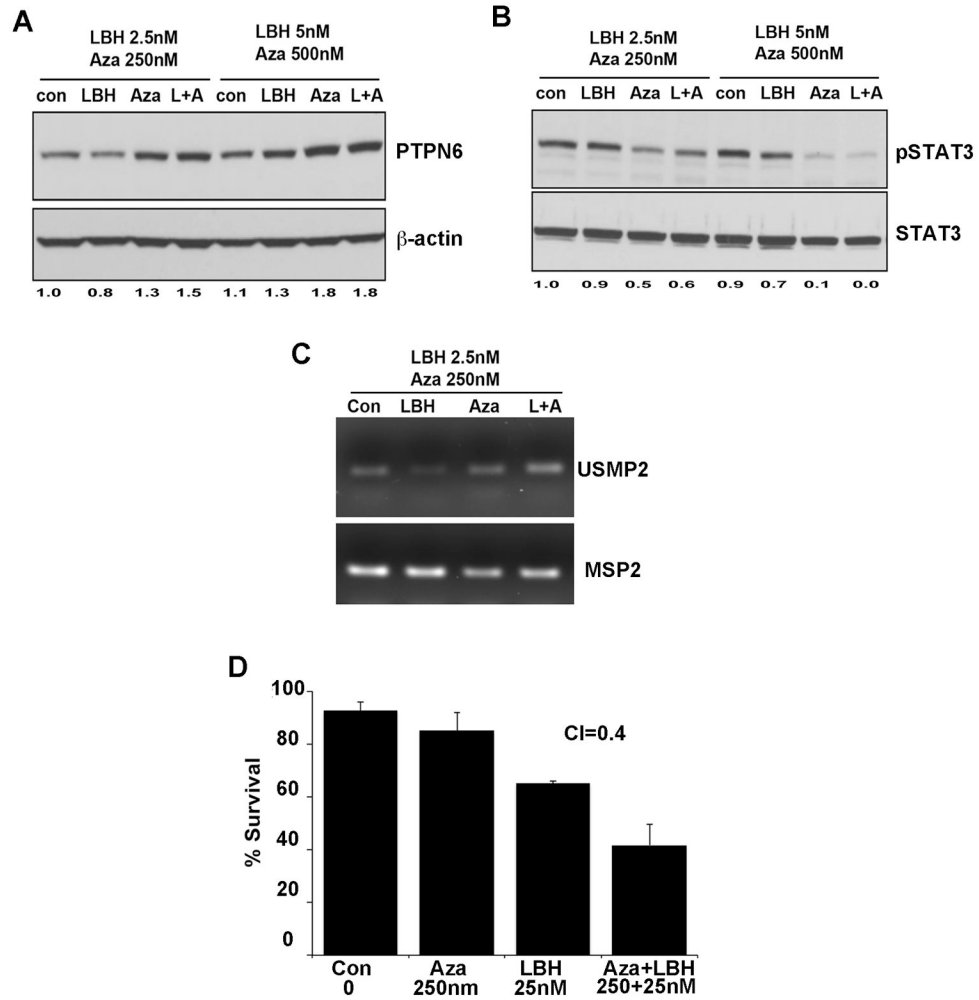 A
LBH 2.5nM LBH 5nM
Aza 250nM Aza 500nM
con LBH Aza L+A con LBH Aza L+A
PTPN6
β-actin
1.0 0.8 1.3 1.5 1.1 1.3 1.8 1.8
B
LBH 2.5nM LBH 5nM
Aza 250nM Aza 500nM
con LBH Aza L+A con LBH Aza L+A
pSTAT3
STAT3
1.0 0.9 0.5 0.6 0.9 0.7 0.1 0.0
C
LBH 2.5nM
Aza 250nM
Con LBH Aza L+A
USMP2
MSP2
D
% Survival
100
80
60
40
20
0
CI=0.4
Con Aza LBH Aza+LBH
0 250nm 25nM 250+25nM